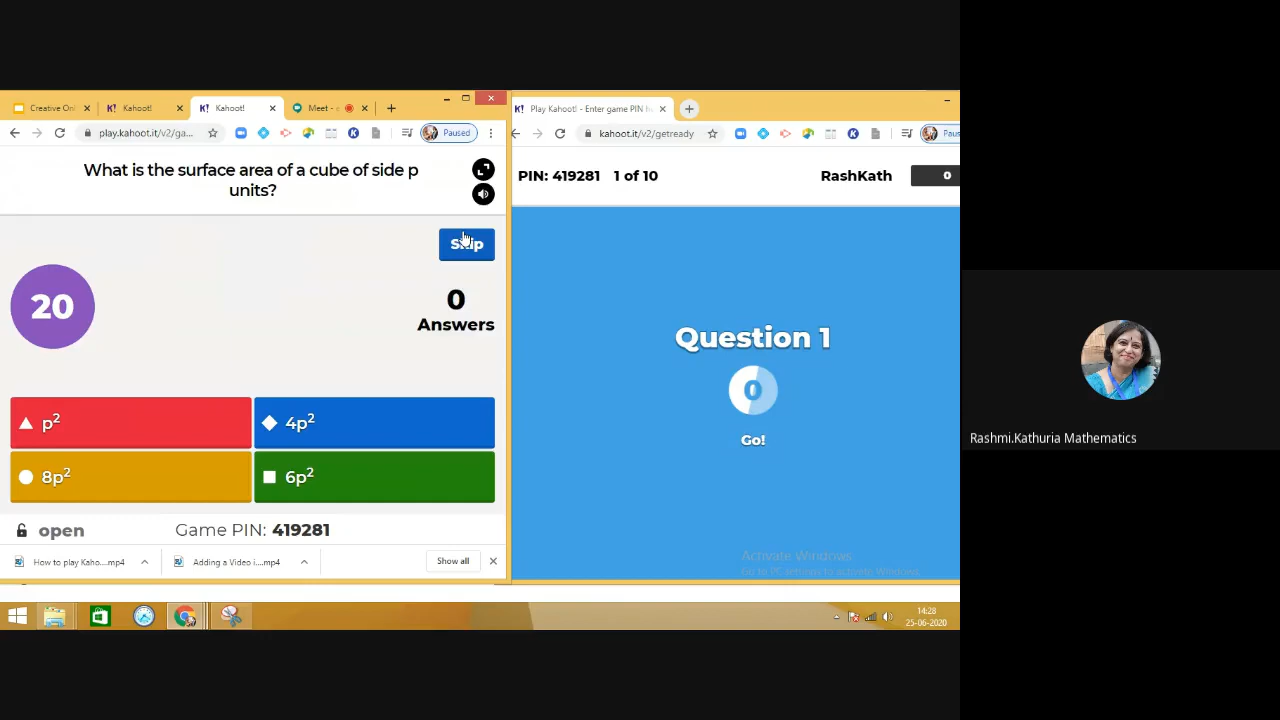 Creative Onl
Kahoot!
Kahoot!
Meet - e
play.kahoot.it/v2/ga...
Paused
What is the surface area of a cube of side p
units?
Skip
20
0
Answers
p²
4p²
8p²
6p²
open
Game PIN: 419281
How to play Kaho....mp4
Adding a Video i....mp4
Show all
Play Kahoot! - Enter game PIN h
kahoot.it/v2/getready
Paus
PIN: 419281
1 of 10
RashKath
0
Question 1
0
Go!
Activate Windows
Go to PC settings to activate Windows.
14:28
25-06-2020
Rashmi.Kathuria Mathematics